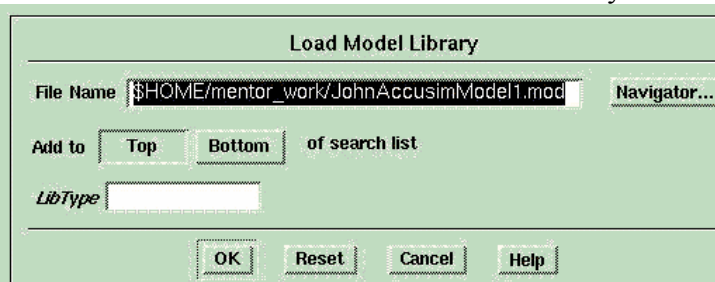 Load Model Library
File Name $HOME/mentor_work/JohnAccusimModel1.mod Navigator...
Add to Top Bottom of search list
LibType
OK Reset Cancel Help